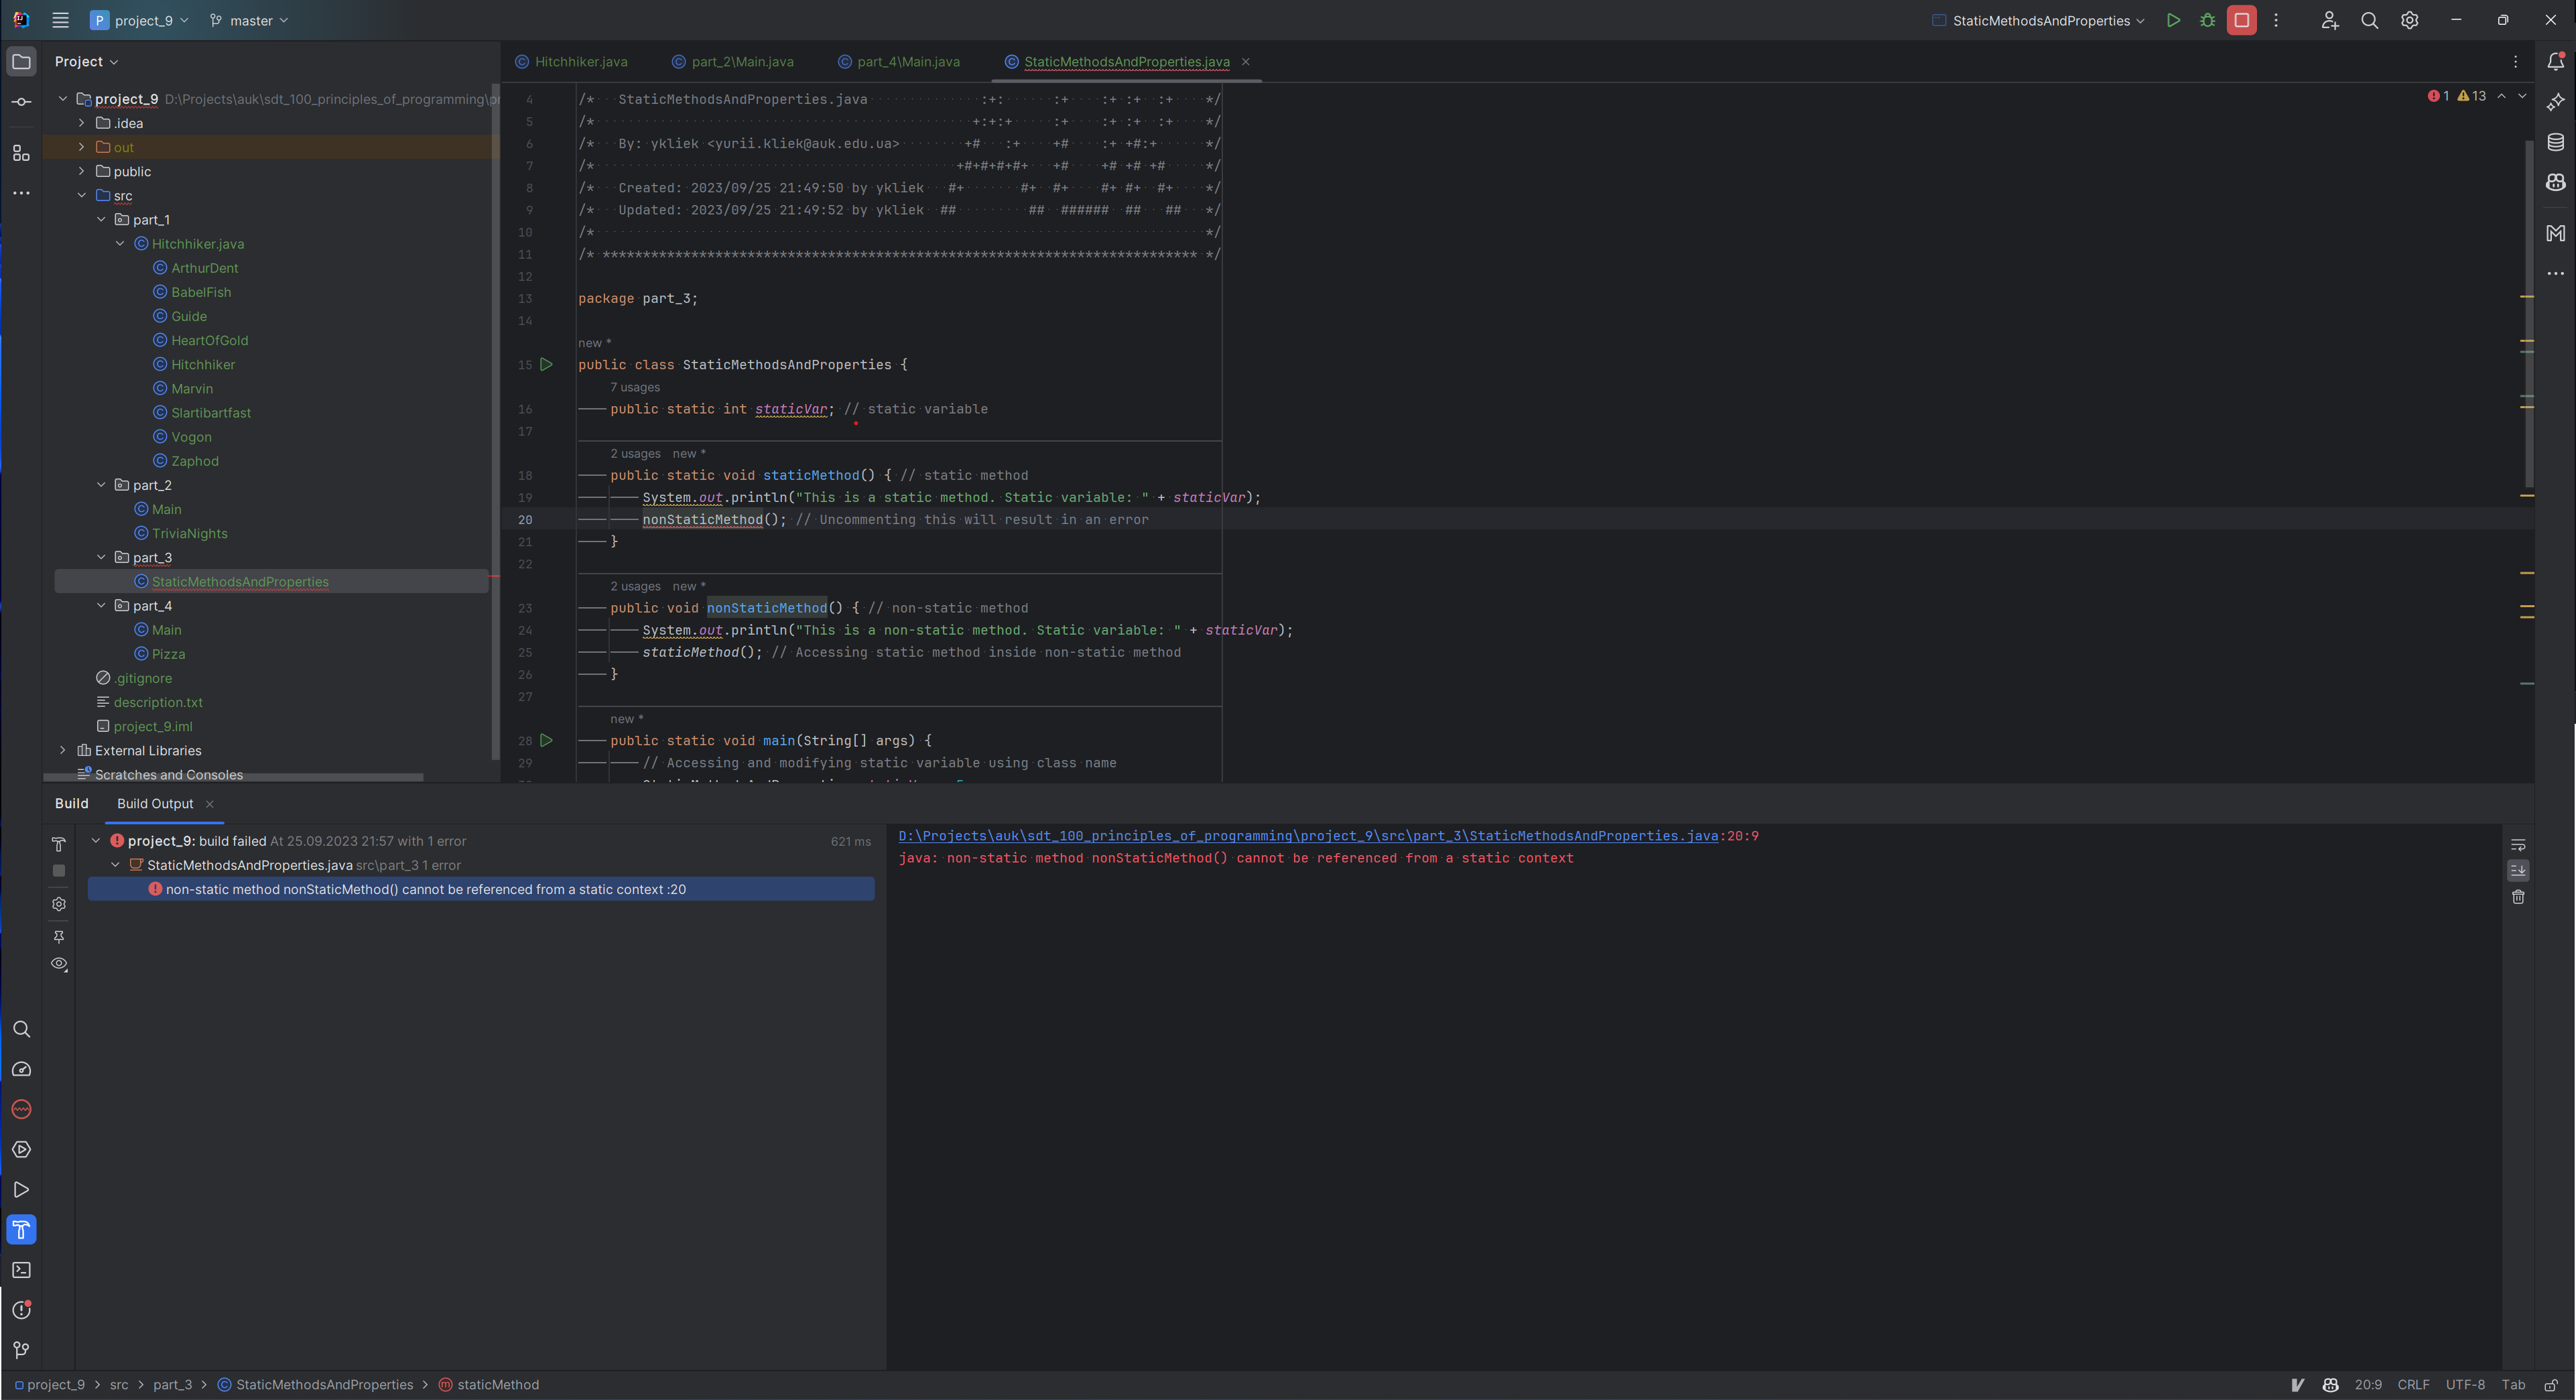 P project_9 master StaticMethodsAndProperties
Project
project_9 D:\Projects\auk\sdt_100_principles_of_programming\pr
.idea
out
public
src
part_1
Hitchhiker.java
ArthurDent
BabelFish
Guide
HeartOfGold
Hitchhiker
Marvin
Slartibartfast
Vogon
Zaphod
part_2
Main
TriviaNights
part_3
StaticMethodsAndProperties
part_4
Main
Pizza
.gitignore
description.txt
project_9.iml
External Libraries
Scratches and Consoles
Hitchhiker.java part_2\Main.java part_4\Main.java StaticMethodsAndProperties.java
1 13
4 /* StaticMethodsAndProperties.java :+: :+ :+ :+ :+ */
5 /* +:+:+ :+ :+ :+ :+ */
6 /* By: ykliek <yurii.kliek@auk.edu.ua> +# :+ +# :+ +#:+ */
7 /* +#+#+#+#+ +# +# +# +# */
8 /* Created: 2023/09/25 21:49:50 by ykliek #+ #+ #+ #+ #+ #+ */
9 /* Updated: 2023/09/25 21:49:52 by ykliek ## ## ###### ## ## */
10 /* */
11 /* ************************************************************************** */
12
13 package part_3;
14
new *
15 public class StaticMethodsAndProperties {
7 usages
16 public static int staticVar; // static variable
17
2 usages new *
18 public static void staticMethod() { // static method
19 System.out.println("This is a static method. Static variable: " + staticVar);
20 nonStaticMethod(); // Uncommenting this will result in an error
21 }
22
2 usages new *
23 public void nonStaticMethod() { // non-static method
24 System.out.println("This is a non-static method. Static variable: " + staticVar);
25 staticMethod(); // Accessing static method inside non-static method
26 }
27
new *
28 public static void main(String[] args) {
29 // Accessing and modifying static variable using class name
Build Build Output
project_9: build failed At 25.09.2023 21:57 with 1 error 621 ms
StaticMethodsAndProperties.java src\part_3 1 error
non-static method nonStaticMethod() cannot be referenced from a static context :20
D:\Projects\auk\sdt_100_principles_of_programming\project_9\src\part_3\StaticMethodsAndProperties.java:20:9
java: non-static method nonStaticMethod() cannot be referenced from a static context
project_9 > src > part_3 > StaticMethodsAndProperties > staticMethod
20:9 CRLF UTF-8 Tab